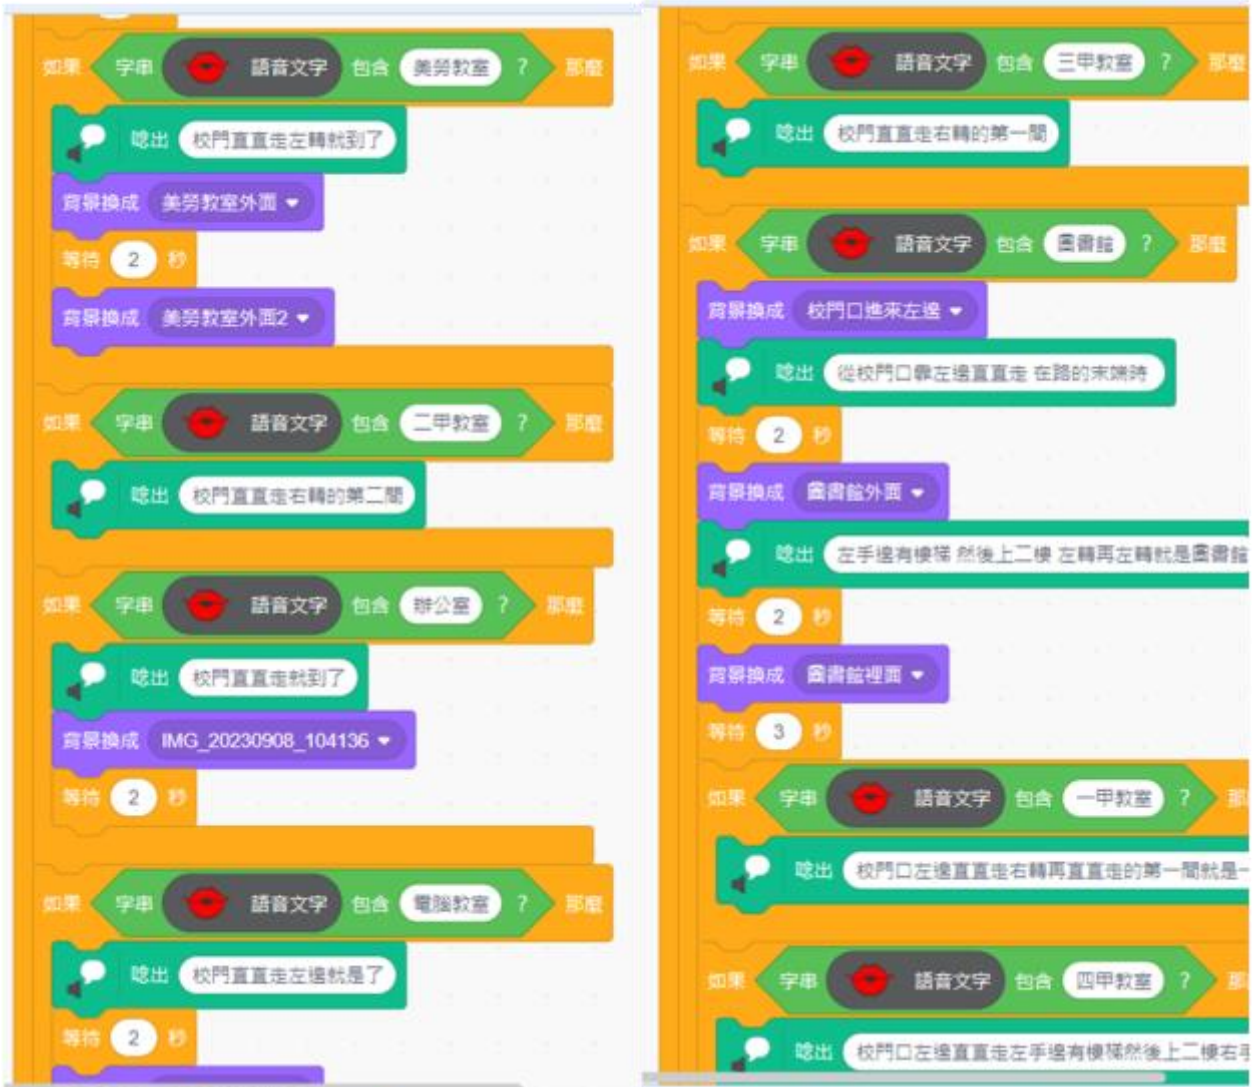 如果 字串 語音文字 包含 美勞教室 ? 那麼
唸出 校門直直走左轉就到了
背景換成 美勞教室外面
等待 2 秒
背景換成 美勞教室外面2
如果 字串 語音文字 包含 二甲教室 ? 那麼
唸出 校門直直走右轉的第二間
如果 字串 語音文字 包含 辦公室 ? 那麼
唸出 校門直直走就到了
背景換成 IMG_20230908_104136
等待 2 秒
如果 字串 語音文字 包含 電腦教室 ? 那麼
唸出 校門直直走左邊就是了
等待 2 秒
如果 字串 語音文字 包含 三甲教室 ? 那麼
唸出 校門直直走右轉的第一間
如果 字串 語音文字 包含 圖書館 ? 那麼
背景換成 校門口進來左邊
唸出 從校門口靠左邊直直走 在路的末端時
等待 2 秒
背景換成 圖書館外面
唸出 左手邊有樓梯 然後上二樓 左轉再左轉就是圖書館
等待 2 秒
背景換成 圖書館裡面
等待 3 秒
如果 字串 語音文字 包含 一甲教室 ? 那
唸出 校門口左邊直直走右轉再直直走的第一間就是一
如果 字串 語音文字 包含 四甲教室 ? 那
唸出 校門口左邊直直走左手邊有樓梯然後上二樓右手